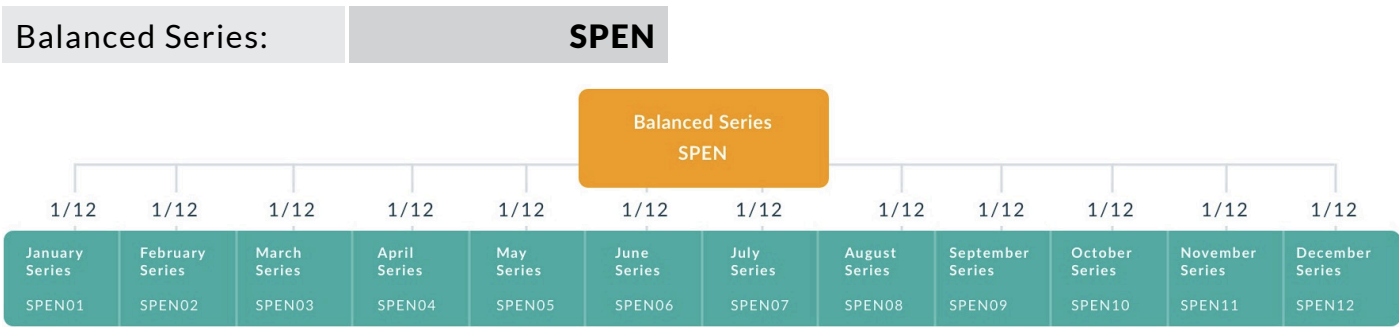 Balanced Series: SPEN
Balanced Series
SPEN
1/12 1/12 1/12 1/12 1/12 1/12 1/12 1/12 1/12 1/12 1/12 1/12
January Series
SPEN01
February Series
SPEN02
March Series
SPEN03
April Series
SPEN04
May Series
SPEN05
June Series
SPEN06
July Series
SPEN07
August Series
SPEN08
September Series
SPEN09
October Series
SPEN10
November Series
SPEN11
December Series
SPEN12